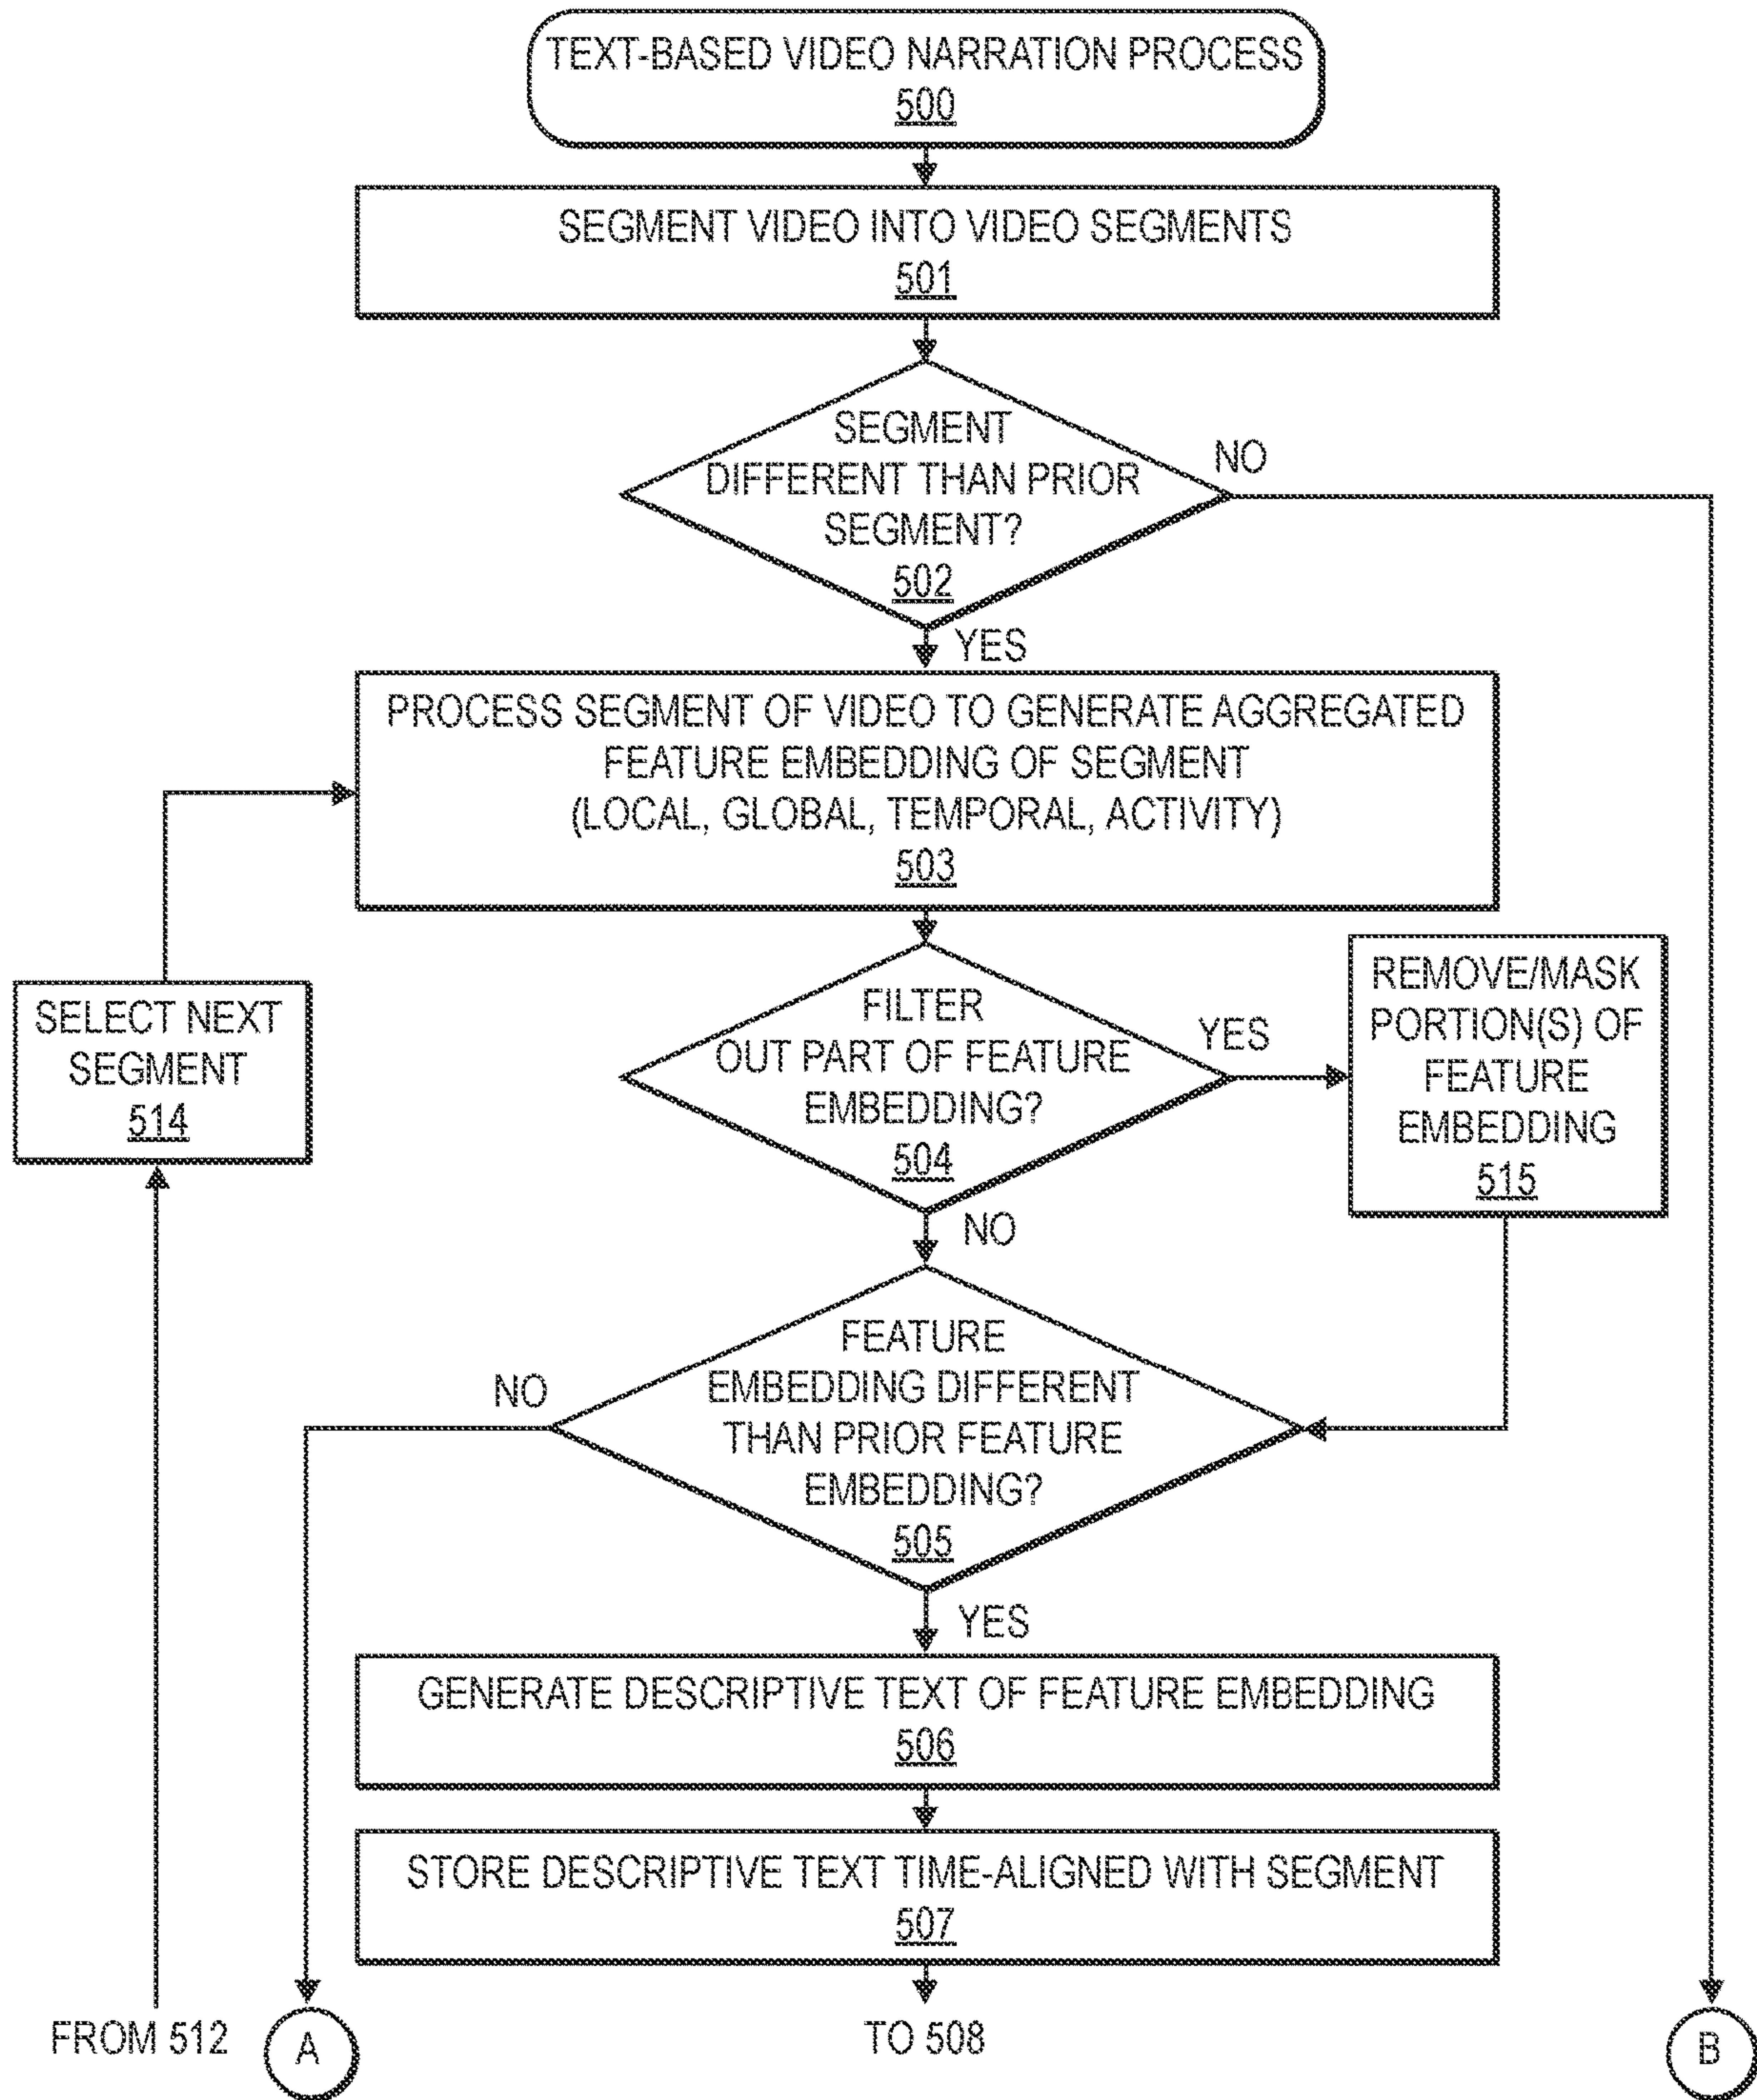 TEXT-BASED VIDEO NARRATION PROCESS
500
SEGMENT VIDEO INTO VIDEO SEGMENTS
501
SEGMENT
DIFFERENT THAN PRIOR
SEGMENT?
502
NO
YES
PROCESS SEGMENT OF VIDEO TO GENERATE AGGREGATED
FEATURE EMBEDDING OF SEGMENT
(LOCAL, GLOBAL, TEMPORAL, ACTIVITY)
503
SELECT NEXT
SEGMENT
514
FILTER
OUT PART OF FEATURE
EMBEDDING?
504
YES
REMOVE/MASK
PORTION(S) OF
FEATURE
EMBEDDING
515
NO
FEATURE
EMBEDDING DIFFERENT
THAN PRIOR FEATURE
EMBEDDING?
505
NO
YES
GENERATE DESCRIPTIVE TEXT OF FEATURE EMBEDDING
506
STORE DESCRIPTIVE TEXT TIME-ALIGNED WITH SEGMENT
507
FROM 512
A
TO 508
B